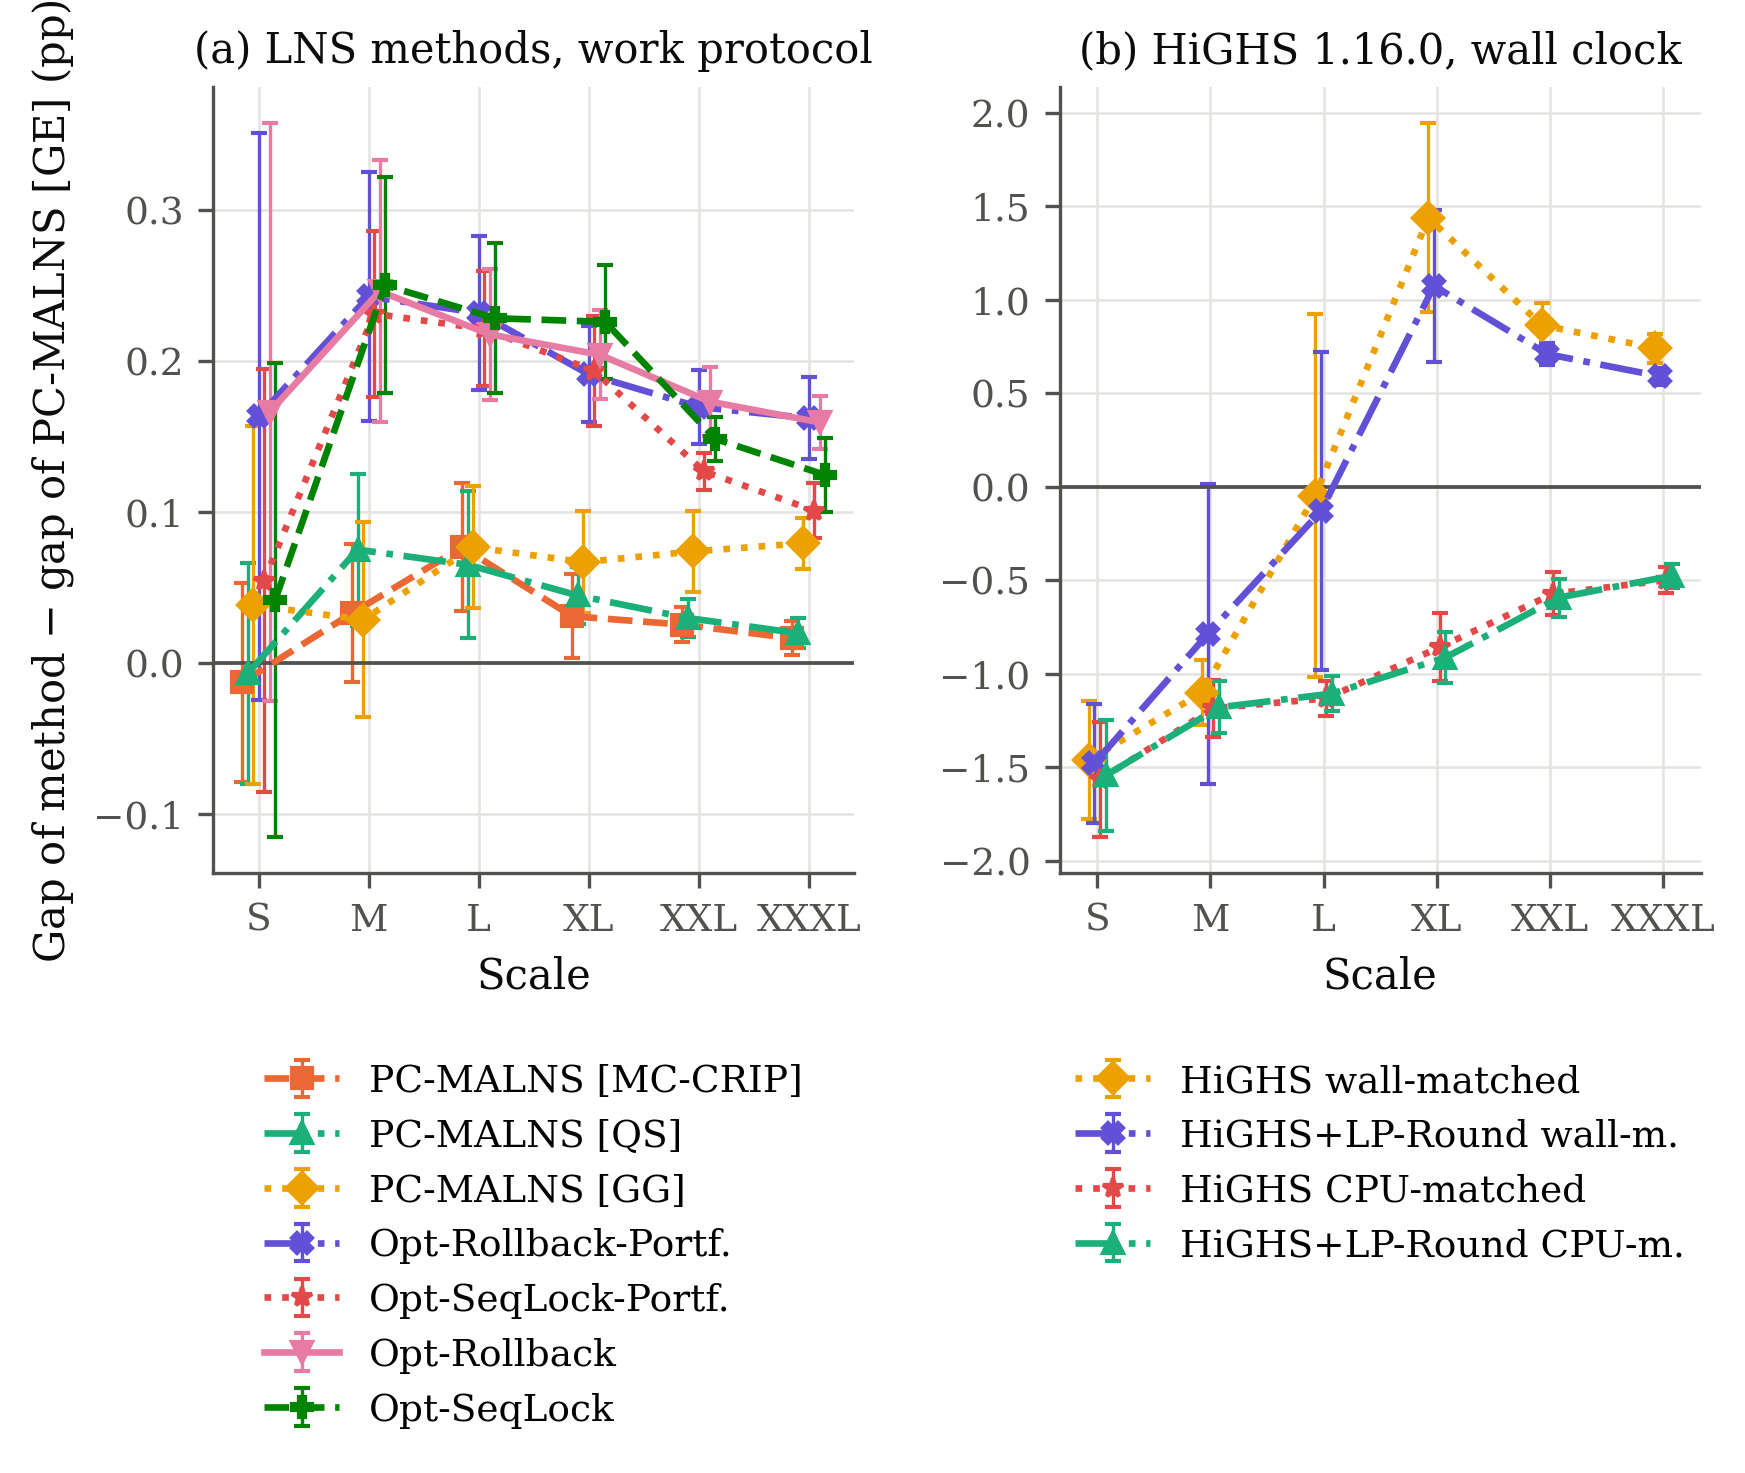 (a) LNS methods, work protocol
Gap of method − gap of PC-MALNS [GE] (pp)
0.3
0.2
0.1
0.0
−0.1
S M L XL XXL XXXL
Scale
PC-MALNS [MC-CRIP]
PC-MALNS [QS]
PC-MALNS [GG]
Opt-Rollback-Portf.
Opt-SeqLock-Portf.
Opt-Rollback
Opt-SeqLock
(b) HiGHS 1.16.0, wall clock
2.0
1.5
1.0
0.5
0.0
−0.5
−1.0
−1.5
−2.0
S M L XL XXL XXXL
Scale
HiGHS wall-matched
HiGHS+LP-Round wall-m.
HiGHS CPU-matched
HiGHS+LP-Round CPU-m.